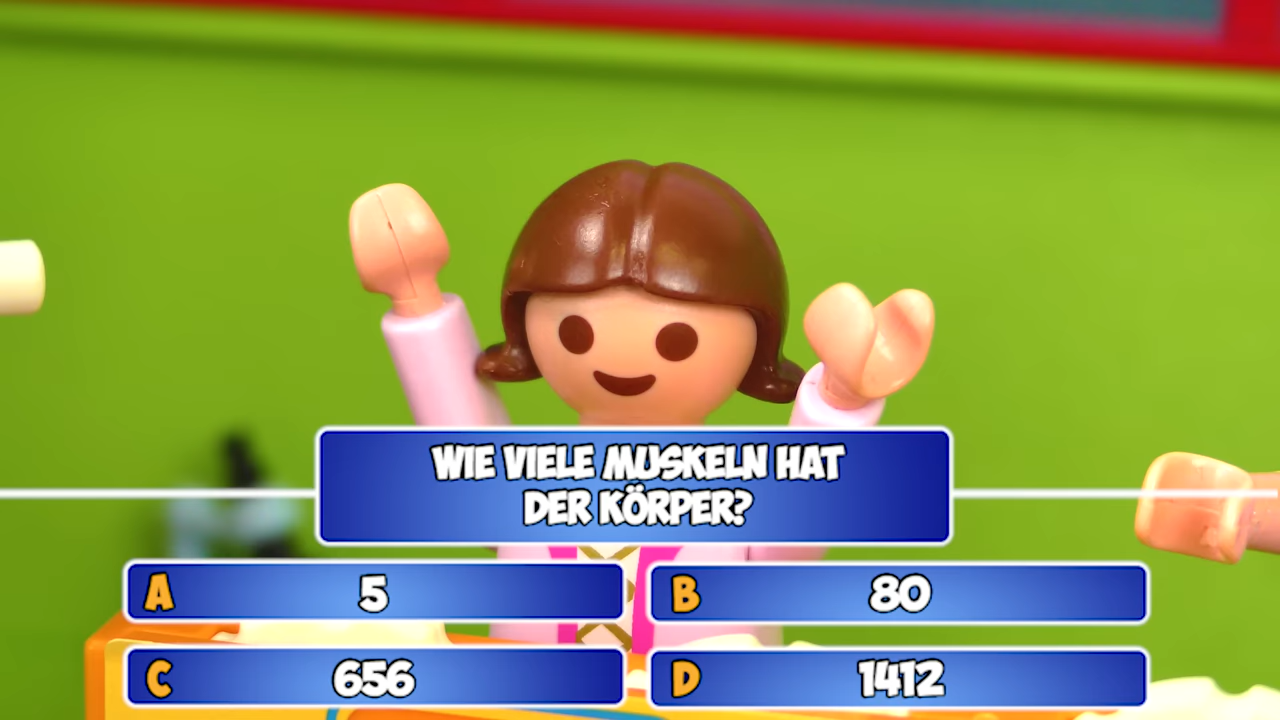 WIE VIELE MUSKELN HAT
DER KÖRPER?
A 5
B 80
C 656
D 1412